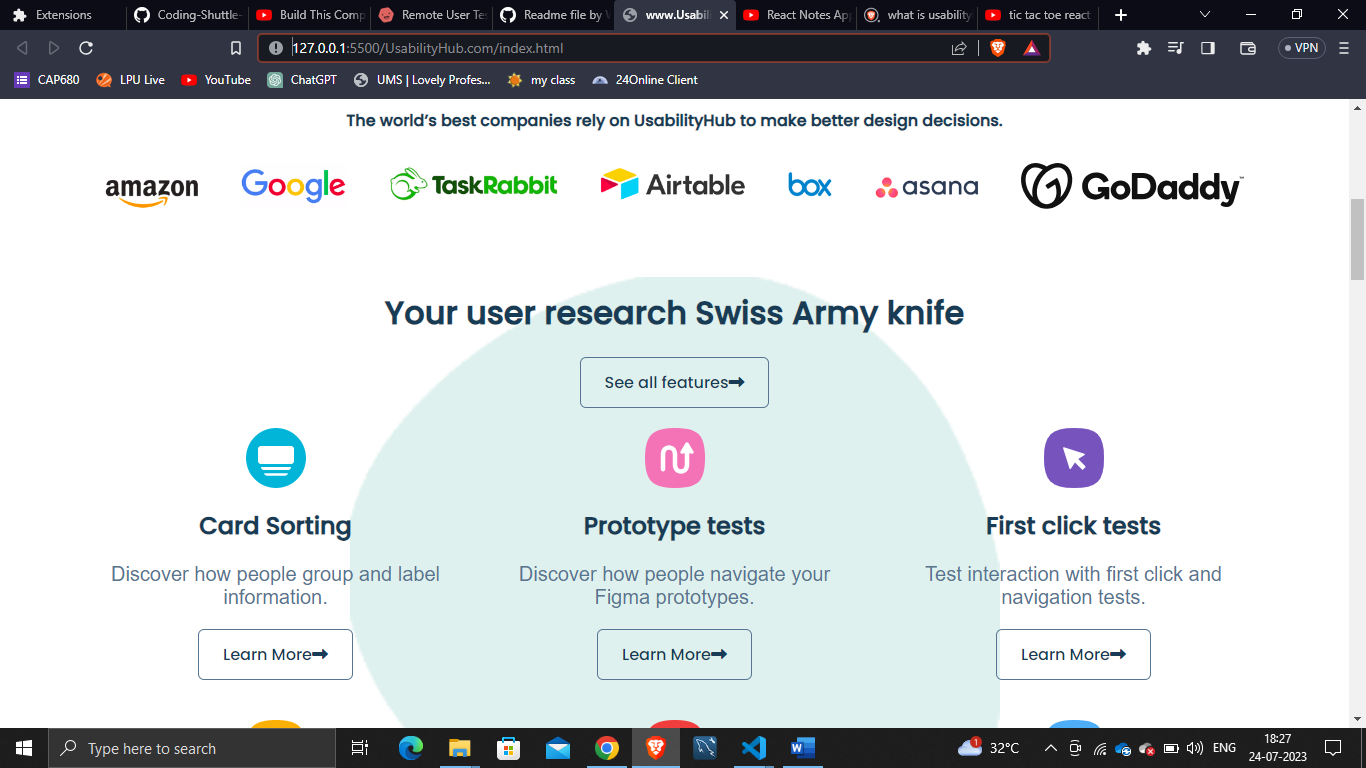 Extensions
Coding-Shuttle-
Build This Comp
Remote User Tes
Readme file by V
www.Usabili
React Notes App
what is usability
tic tac toe react
127.0.0.1:5500/UsabilityHub.com/index.html
VPN
CAP680
LPU Live
YouTube
ChatGPT
UMS | Lovely Profes...
my class
24Online Client
The world’s best companies rely on UsabilityHub to make better design decisions.
amazon
Google
TaskRabbit
Airtable
box
asana
GoDaddy™
Your user research Swiss Army knife
See all features
Card Sorting
Discover how people group and label
information.
Learn More
Prototype tests
Discover how people navigate your
Figma prototypes.
Learn More
First click tests
Test interaction with first click and
navigation tests.
Learn More
Type here to search
1
32°C
ENG
18:27
24-07-2023